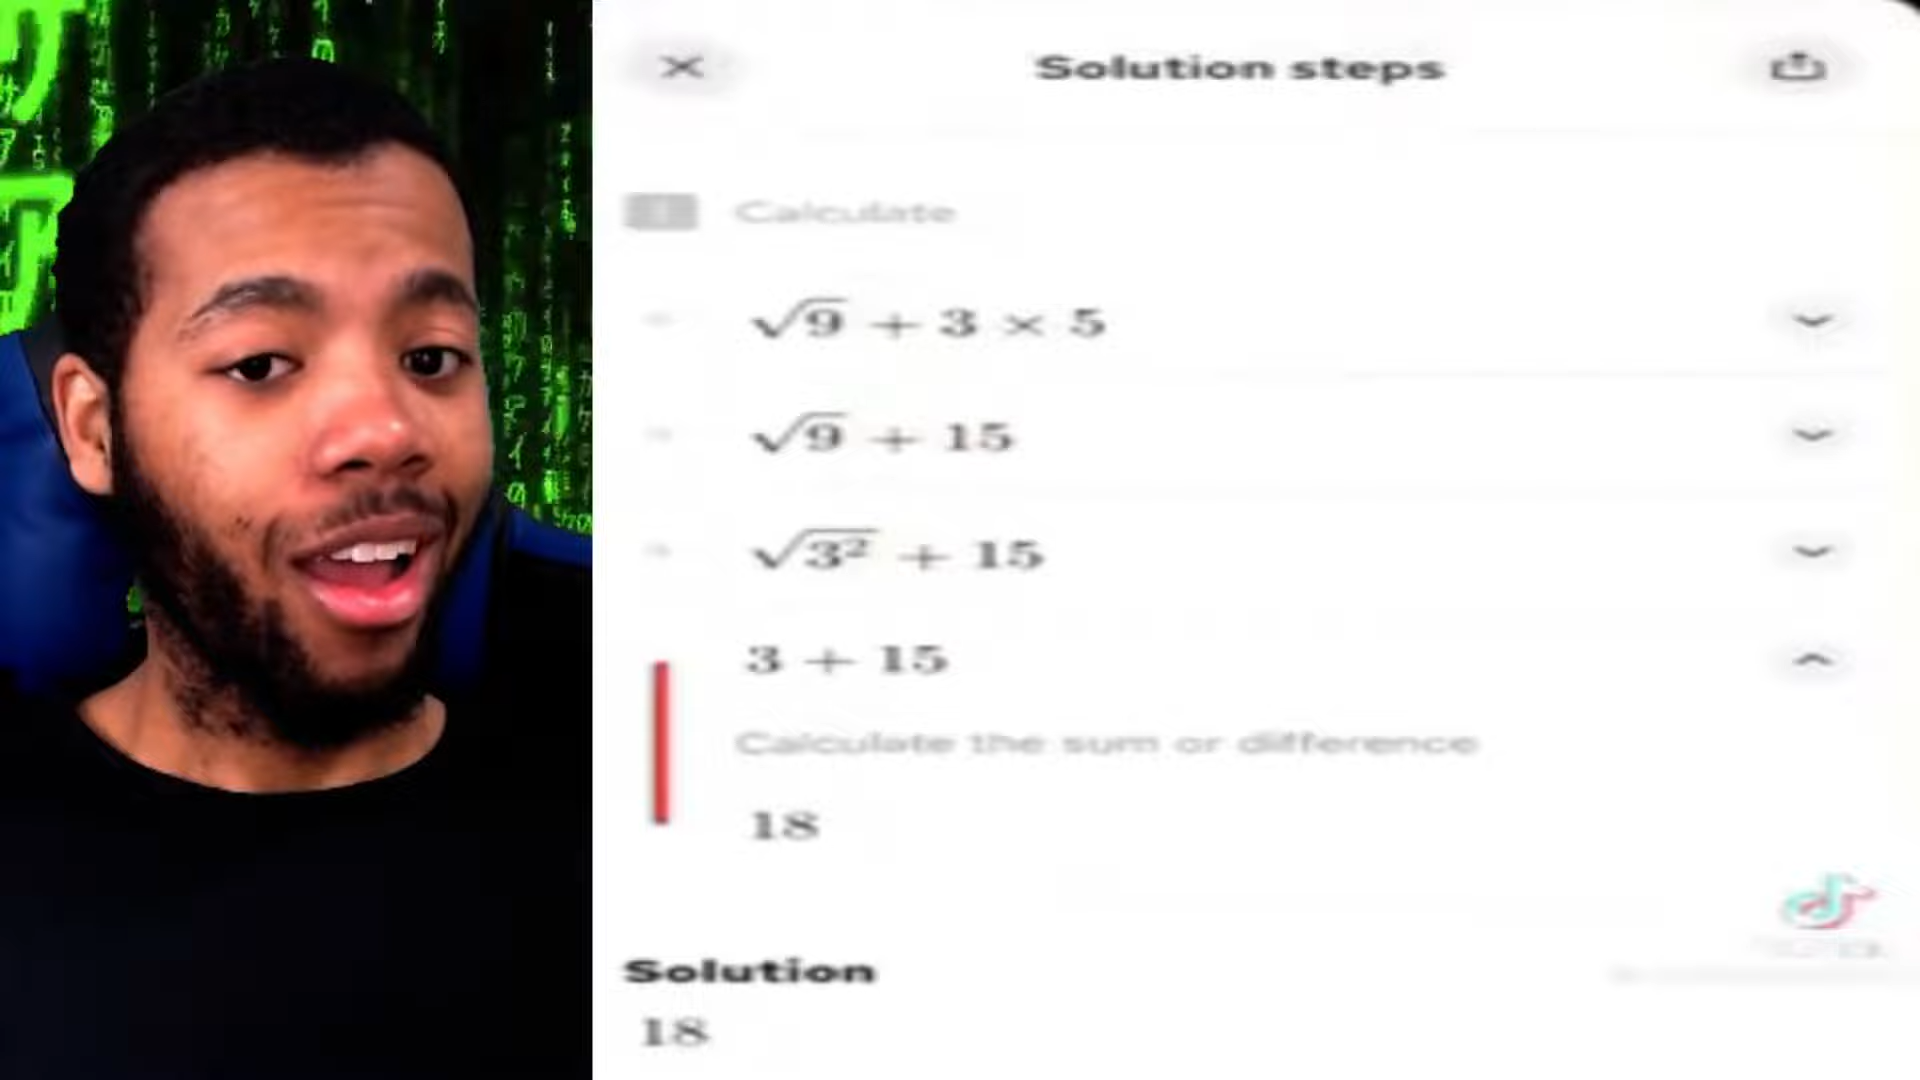 Solution steps
Calculate
√9 + 3 × 5
√9 + 15
√3² + 15
3 + 15
Calculate the sum or difference
18
Solution
18